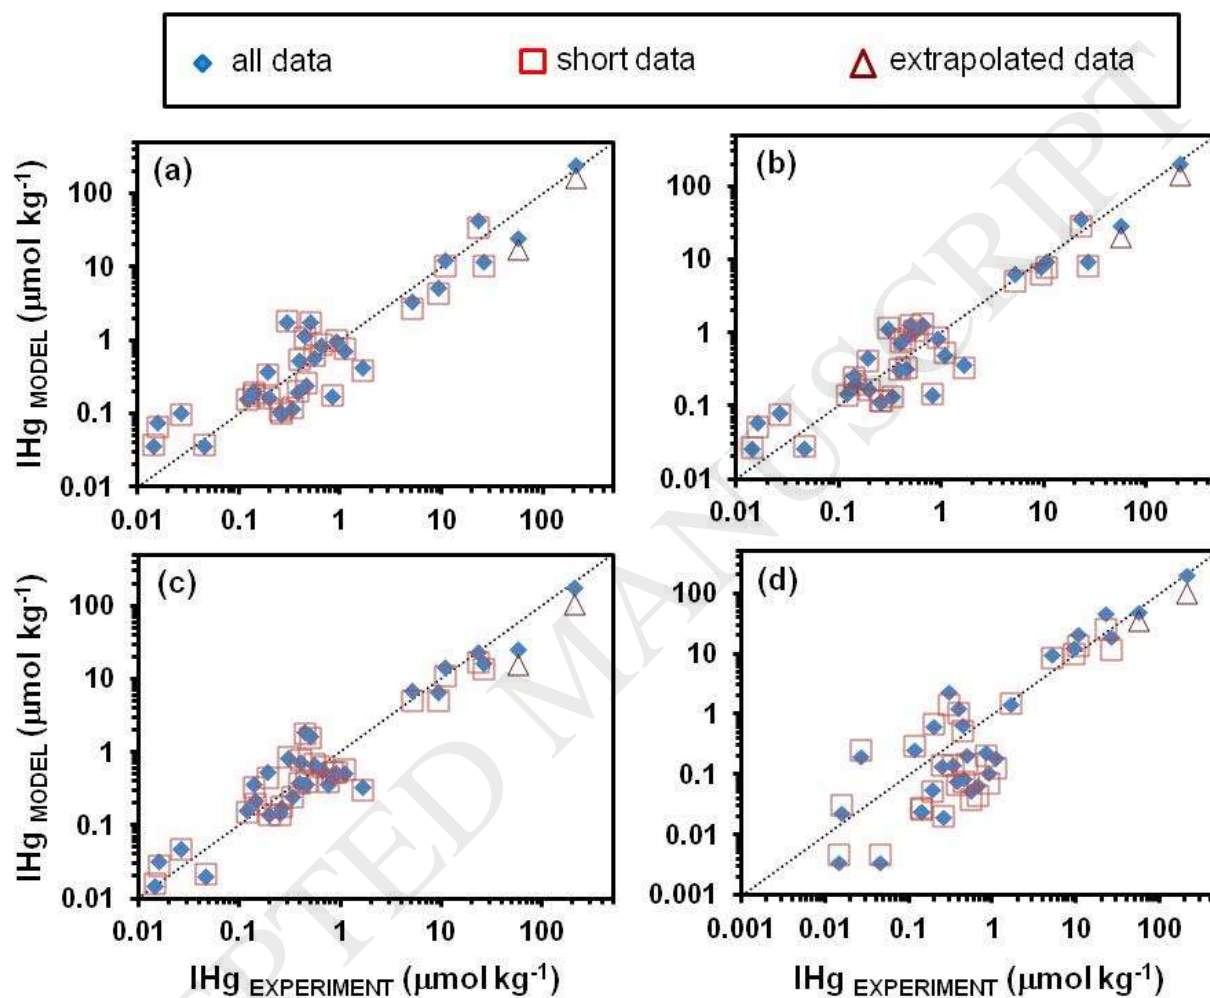 all data short data extrapolated data
(a)
IHg MODEL (μmol kg⁻¹)
100
10
1
0.1
0.01
0.01 0.1 1 10 100
(b)
100
10
1
0.1
0.01
0.01 0.1 1 10 100
(c)
IHg MODEL (μmol kg⁻¹)
100
10
1
0.1
0.01
0.01 0.1 1 10 100
IHg EXPERIMENT (μmol kg⁻¹)
(d)
100
10
1
0.1
0.01
0.001
0.001 0.01 0.1 1 10 100
IHg EXPERIMENT (μmol kg⁻¹)
PTED MANUSCRIPT